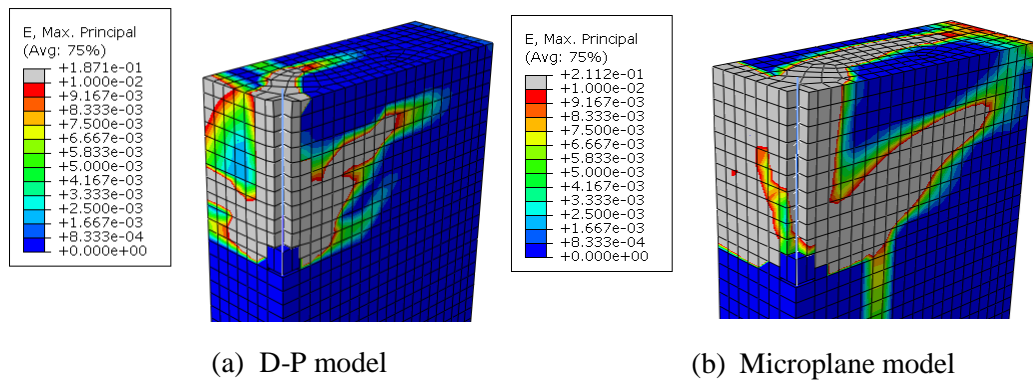 E, Max. Principal
(Avg: 75%)
+1.871e-01
+1.000e-02
+9.167e-03
+8.333e-03
+7.500e-03
+6.667e-03
+5.833e-03
+5.000e-03
+4.167e-03
+3.333e-03
+2.500e-03
+1.667e-03
+8.333e-04
+0.000e+00
E, Max. Principal
(Avg: 75%)
+2.112e-01
+1.000e-02
+9.167e-03
+8.333e-03
+7.500e-03
+6.667e-03
+5.833e-03
+5.000e-03
+4.167e-03
+3.333e-03
+2.500e-03
+1.667e-03
+8.333e-04
+0.000e+00
(a) D-P model
(b) Microplane model